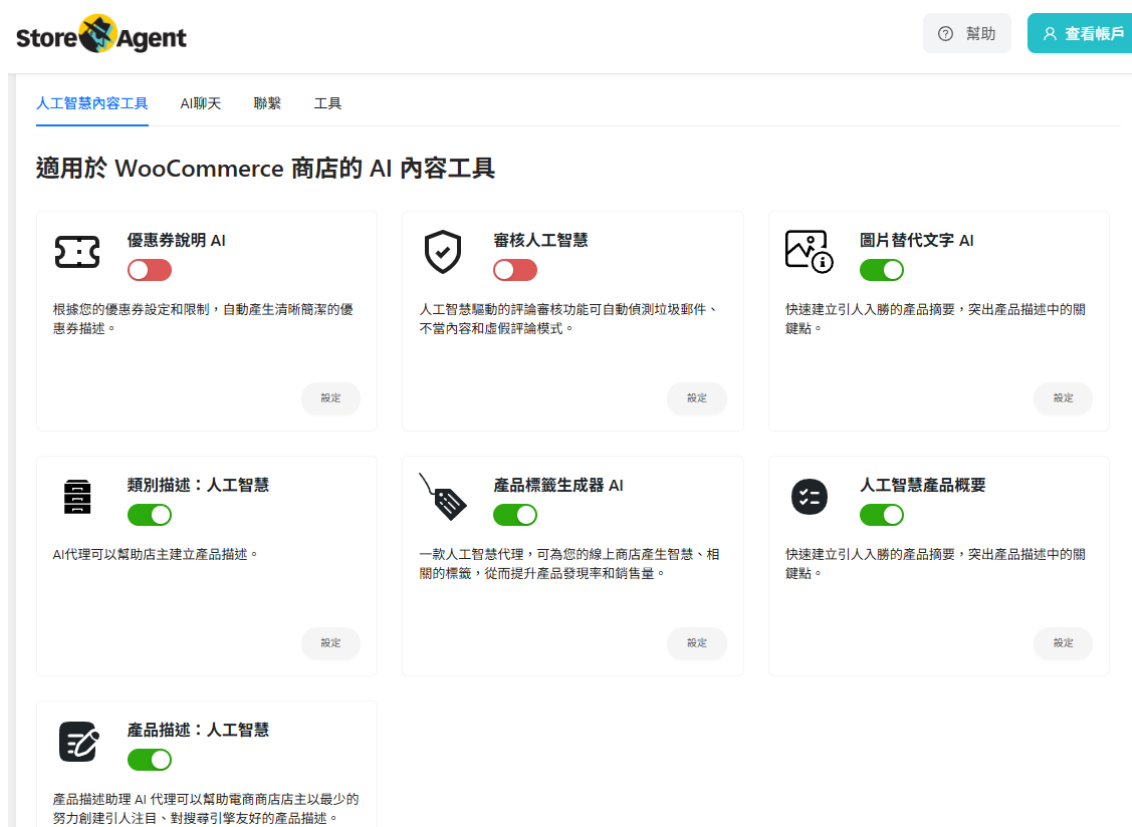 StoreAgent
幫助
查看帳戶
人工智慧內容工具
AI聊天
聯繫
工具
適用於 WooCommerce 商店的 AI 內容工具
優惠券說明 AI
根據您的優惠券設定和限制，自動產生清晰簡潔的優
惠券描述。
設定
審核人工智慧
人工智慧驅動的評論審核功能可自動偵測垃圾郵件、
不當內容和虛假評論模式。
設定
圖片替代文字 AI
快速建立引人入勝的產品摘要，突出產品描述中的關
鍵點。
設定
類別描述：人工智慧
AI代理可以幫助店主建立產品描述。
設定
產品標籤生成器 AI
一款人工智慧代理，可為您的線上商店產生智慧、相
關的標籤，從而提升產品發現率和銷售量。
設定
人工智慧產品概要
快速建立引人入勝的產品摘要，突出產品描述中的關
鍵點。
設定
產品描述：人工智慧
產品描述助理 AI 代理可以幫助電商商店店主以最少的
努力創建引人注目、對搜尋引擎友好的產品描述。